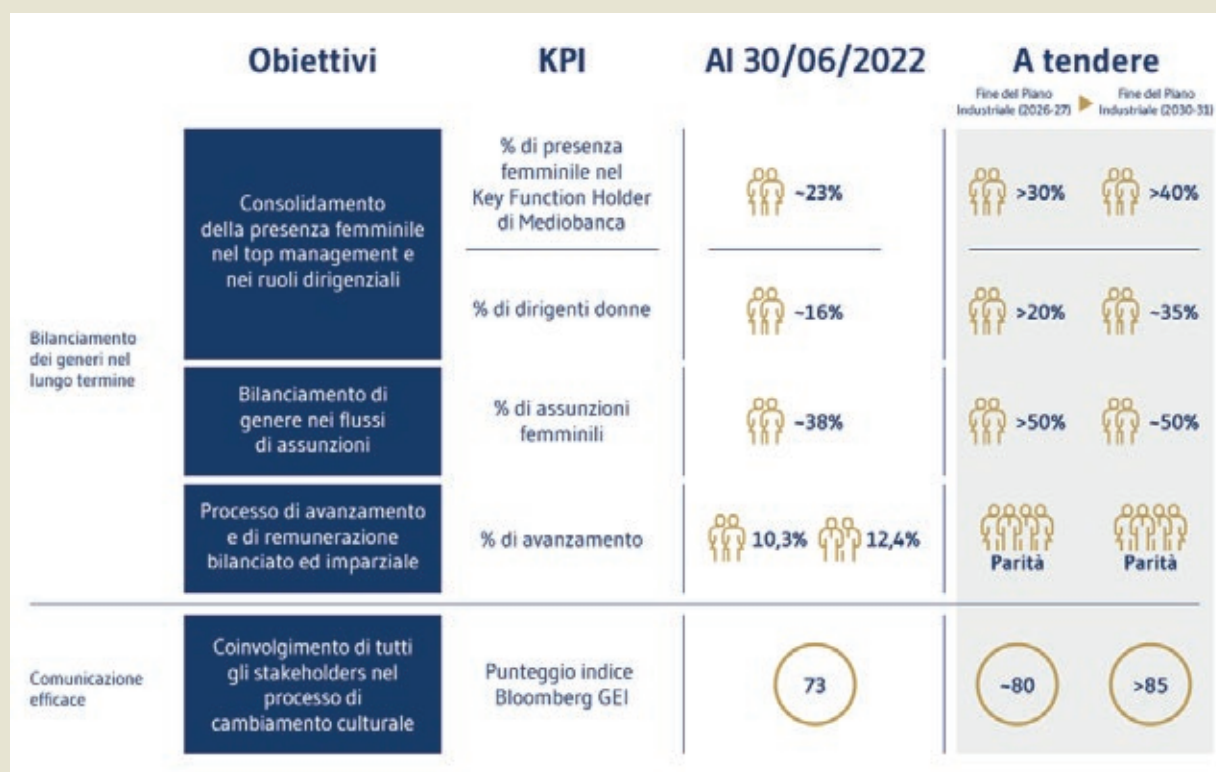 Obiettivi
KPI
Al 30/06/2022
A tendere
Fine del Piano
Industriale (2026-27)
Fine del Piano
Industriale (2030-31)
Bilanciamento
dei generi nel
lungo termine
Consolidamento
della presenza femminile
nel top management e
nei ruoli dirigenziali
% di presenza
femminile nel
Key Function Holder
di Mediobanca
~23%
>30%
>40%
% di dirigenti donne
~16%
>20%
~35%
Bilanciamento di
genere nei flussi
di assunzioni
% di assunzioni
femminili
~38%
>50%
~50%
Processo di avanzamento
e di remunerazione
bilanciato ed imparziale
% di avanzamento
10,3%
12,4%
Parità
Parità
Comunicazione
efficace
Coinvolgimento di tutti
gli stakeholders nel
processo di
cambiamento culturale
Punteggio indice
Bloomberg GEI
73
~80
>85